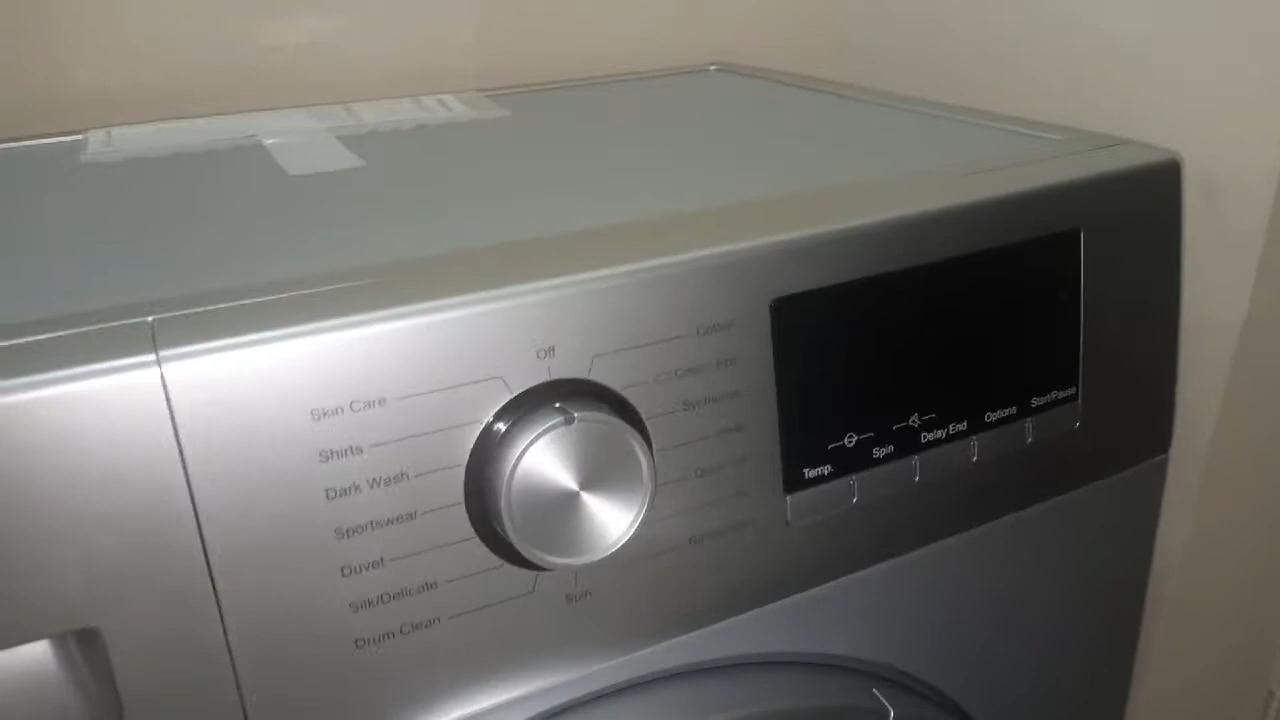 Off
Skin Care
Shirts
Dark Wash
Sportswear
Duvet
Silk/Delicate
Drum Clean
Spin
Cotton
Temp.
Spin
Delay End
Options
Start/Pause